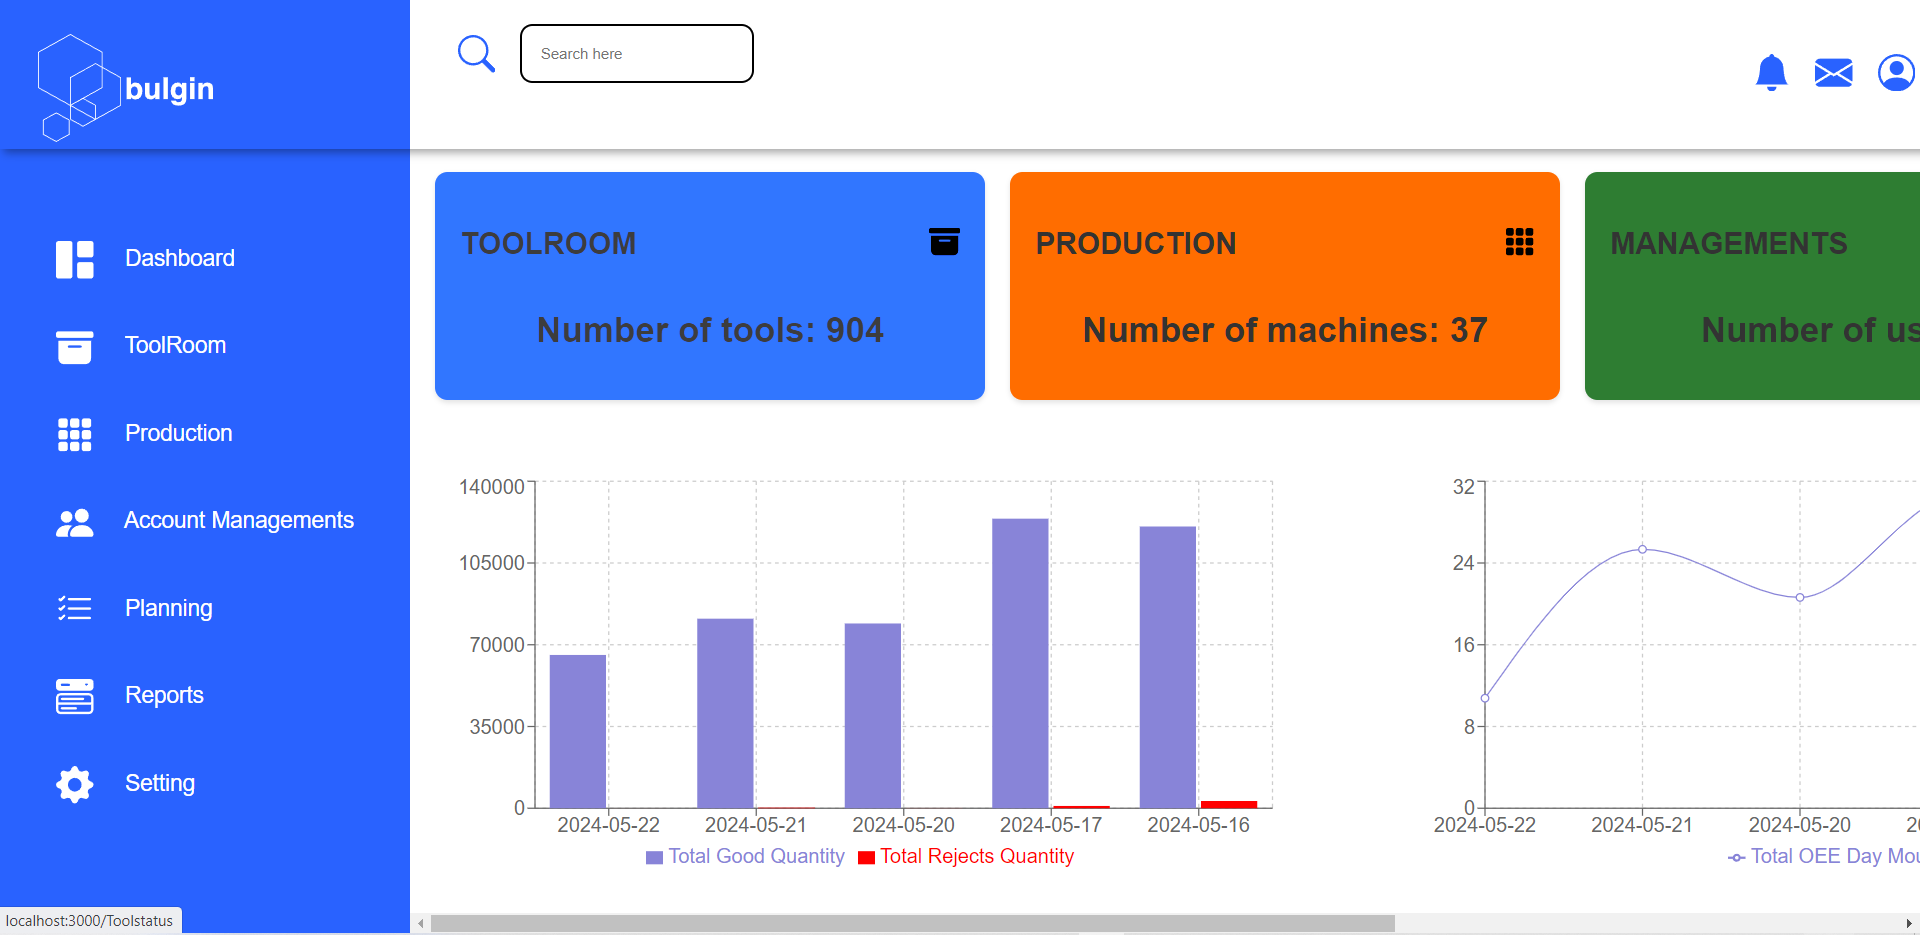 bulgin
Search here
Dashboard
ToolRoom
Production
Account Managements
Planning
Reports
Setting
TOOLROOM
Number of tools: 904
PRODUCTION
Number of machines: 37
MANAGEMENTS
Number of us
140000
105000
70000
35000
0
2024-05-22 2024-05-21 2024-05-20 2024-05-17 2024-05-16
Total Good Quantity Total Rejects Quantity
32
24
16
8
0
2024-05-22 2024-05-21 2024-05-20 2
Total OEE Day Mou
localhost:3000/Toolstatus